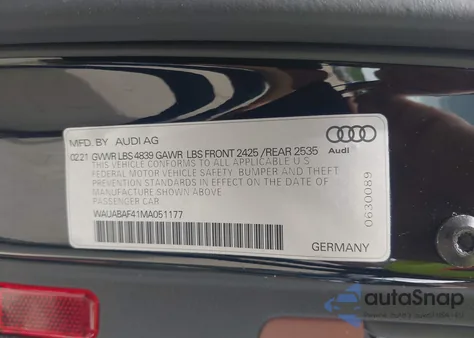 MFD. BY AUDI AG
0221 GVWR LBS 4839 GAWR LBS FRONT 2425 /REAR 2535
THIS VEHICLE CONFORMS TO ALL APPLICABLE U.S
FEDERAL MOTOR VEHICLE SAFETY, BUMPER AND THEFT
PREVENTION STANDARDS IN EFFECT ON THE DATE OF
MANUFACTURE SHOWN ABOVE.
PASSENGER CAR
WAUABAF41MA051177
GERMANY
Audi
0630089
autoSnap